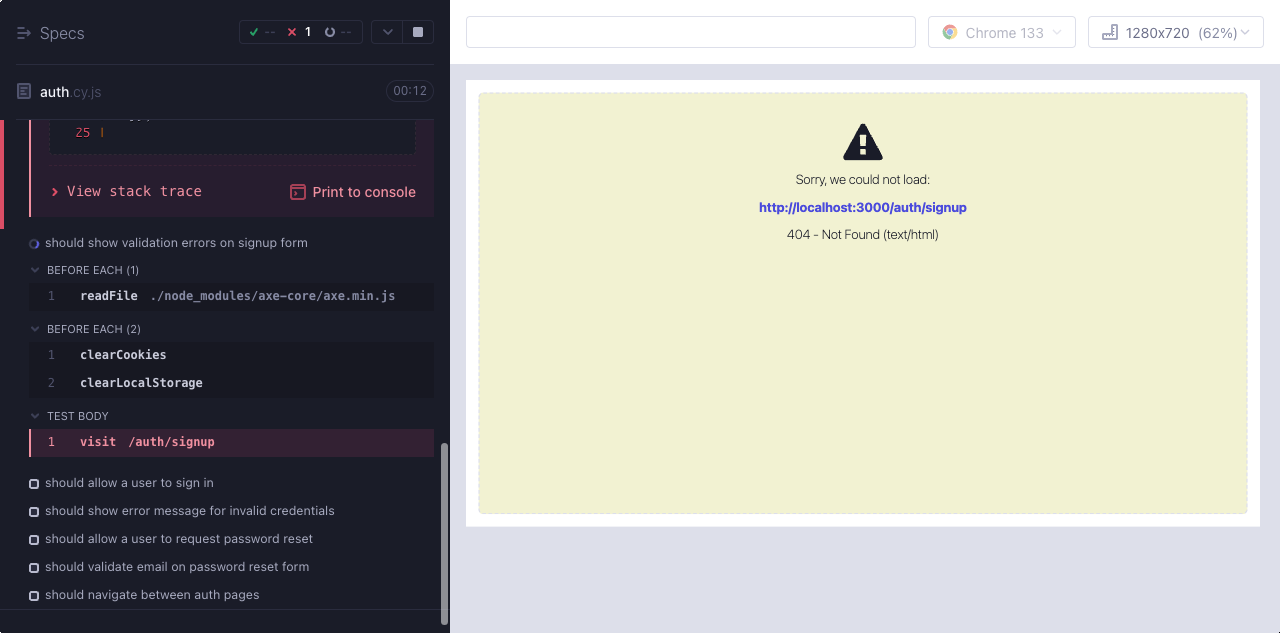 Specs
-- 1 --
auth.cy.js 00:12
25 |
View stack trace Print to console
should show validation errors on signup form
BEFORE EACH (1)
1 readFile ./node_modules/axe-core/axe.min.js
BEFORE EACH (2)
1 clearCookies
2 clearLocalStorage
TEST BODY
1 visit /auth/signup
should allow a user to sign in
should show error message for invalid credentials
should allow a user to request password reset
should validate email on password reset form
should navigate between auth pages
Chrome 133
1280x720 (62%)
Sorry, we could not load:
http://localhost:3000/auth/signup
404 - Not Found (text/html)